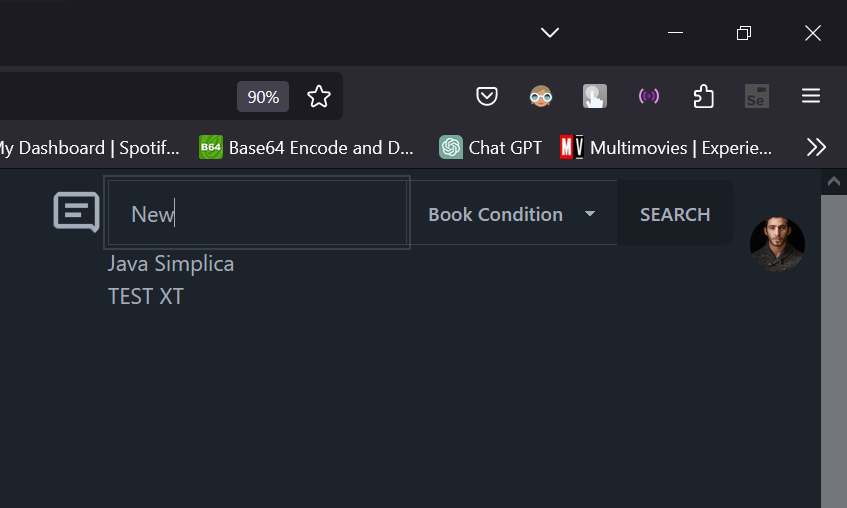 90%
Se
My Dashboard | Spotif...
B64 Base64 Encode and D...
Chat GPT
MV Multimovies | Experie...
New
Book Condition
SEARCH
Java Simplica
TEST XT